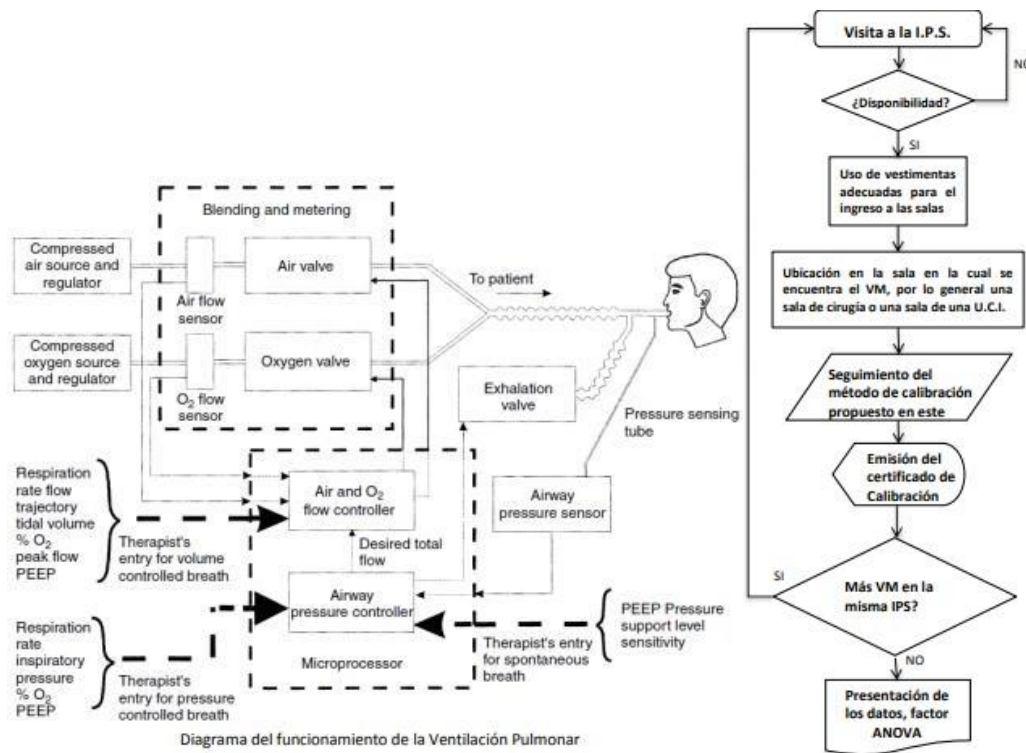 Blending and metering
Compressed
air source and
regulator
Air valve
Air flow
sensor
To patient
Compressed
oxygen source
and regulator
Oxygen valve
O₂ flow
sensor
Exhalation
valve
Pressure sensing
tube
Respiration
rate flow
trajectory
tidal volume
% O₂
peak flow
PEEP
Therapist's
entry for volume
controlled breath
Air and O₂
flow controller
Desired total
flow
Airway
pressure sensor
Airway
pressure controller
Microprocessor
Respiration
rate
inspiratory
pressure
% O₂
PEEP
Therapist's
entry for pressure
controlled breath
Therapist's entry
for spontaneous
breath
PEEP Pressure
support level
sensitivity
Diagrama del funcionamiento de la Ventilación Pulmonar
Visita a la I.P.S.
NO
¿Disponibilidad?
SI
Uso de vestimentas
adecuadas para el
ingreso a las salas
Ubicación en la sala en la cual se
encuentra el VM, por lo general una
sala de cirugía o una sala de una U.C.I.
Seguimiento del
método de calibración
propuesto en este
Emisión del
certificado de
Calibración
SI
Más VM en la
misma IPS?
NO
Presentación de
los datos, factor
ANOVA